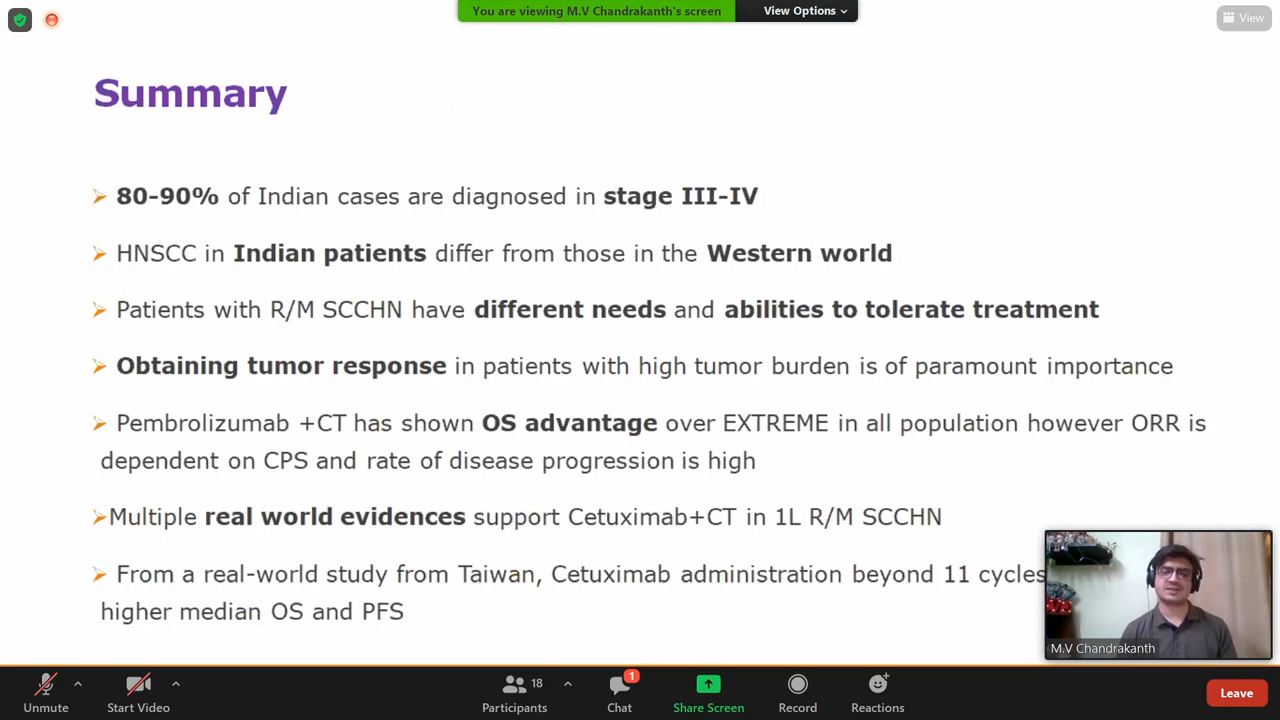 You are viewing M.V Chandrakanth's screen
View Options
View
Summary
80-90% of Indian cases are diagnosed in stage III-IV
HNSCC in Indian patients differ from those in the Western world
Patients with R/M SCCHN have different needs and abilities to tolerate treatment
Obtaining tumor response in patients with high tumor burden is of paramount importance
Pembrolizumab +CT has shown OS advantage over EXTREME in all population however ORR is
dependent on CPS and rate of disease progression is high
Multiple real world evidences support Cetuximab+CT in 1L R/M SCCHN
From a real-world study from Taiwan, Cetuximab administration beyond 11 cycles
higher median OS and PFS
M.V Chandrakanth
Unmute
Start Video
18
Participants
1
Chat
Share Screen
Record
Reactions
Leave